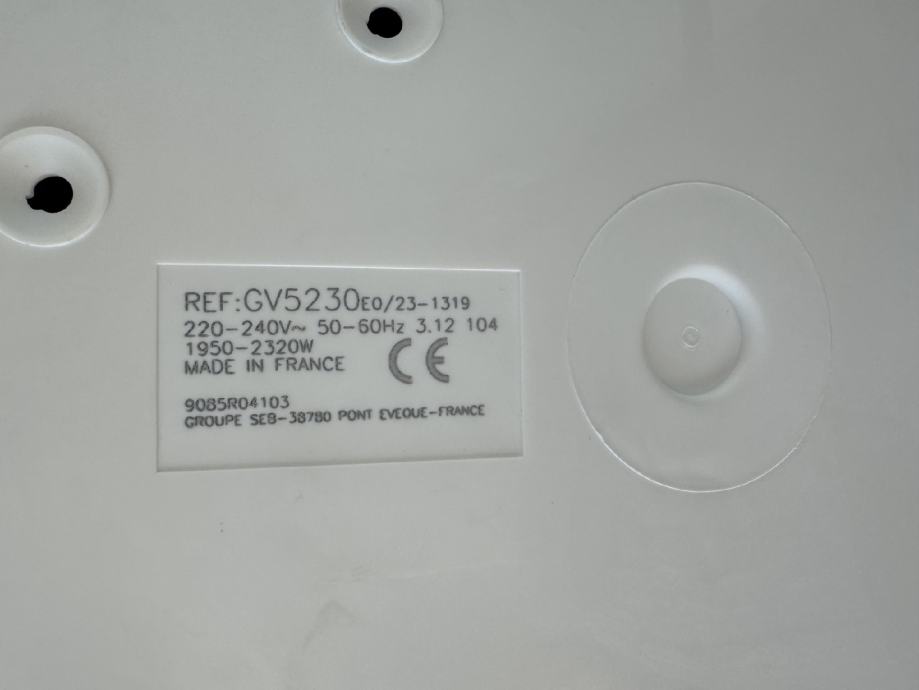 REF:GV5230E0/23-1319
220-240V~ 50-60Hz 3.12 104
1950-2320W
MADE IN FRANCE CE
9085R04103
GROUPE SEB-38780 PONT EVEQUE-FRANCE